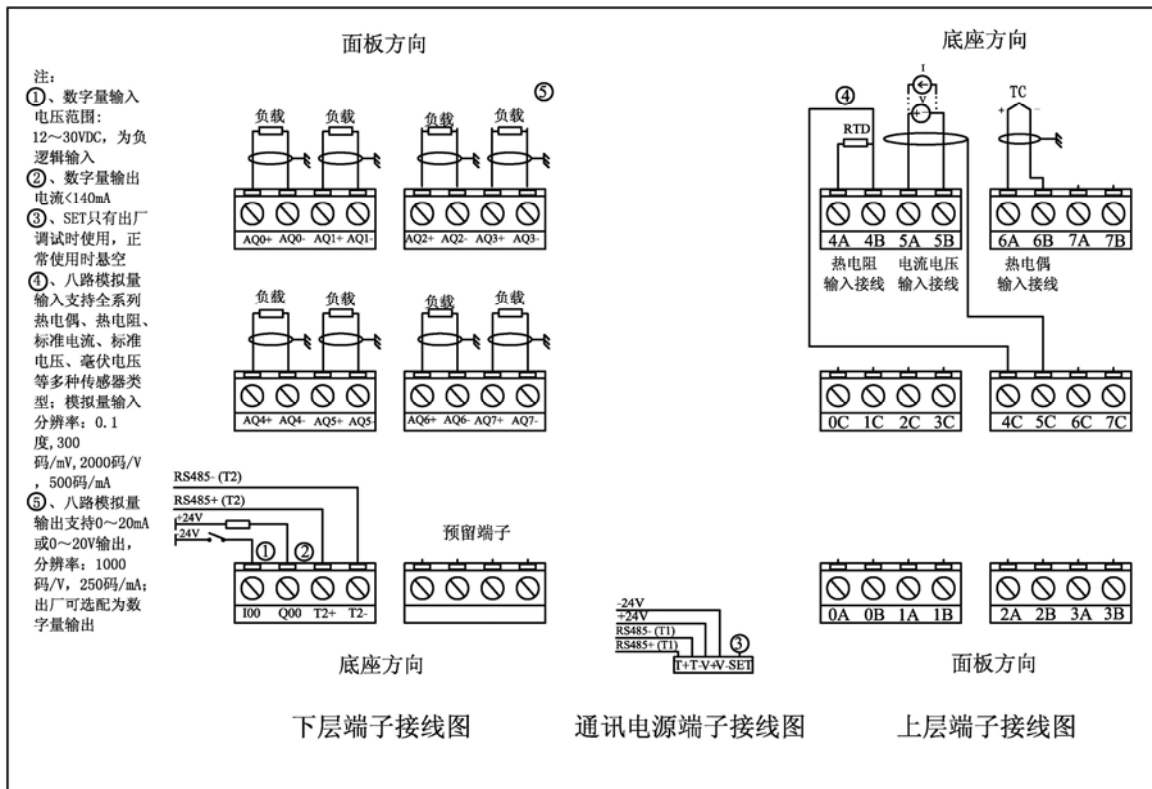 面板方向
底座方向
注：
①、数字量输入
电压范围：
12～30VDC，为负
逻辑输入
②、数字量输出
电流<140mA
③、SET只有出厂
调试时使用，正
常使用时悬空
④、八路模拟量
输入支持全系列
热电偶、热电阻、
标准电流、标准
电压、毫伏电压
等多种传感器类
型；模拟量输入
分辨率：0.1
度,300
码/mV,2000码/V
，500码/mA
⑤、八路模拟量
输出支持0～20mA
或0～20V输出，
分辨率：1000
码/V，250码/mA；
出厂可选配为数
字量输出
⑤
负载 负载 负载 负载
AQ0+ AQ0- AQ1+ AQ1-
AQ2+ AQ2- AQ3+ AQ3-
负载 负载 负载 负载
AQ4+ AQ4- AQ5+ AQ5-
AQ6+ AQ6- AQ7+ AQ7-
RS485- (T2)
RS485+ (T2)
+24V
-24V
① ②
I00 Q00 T2+ T2-
预留端子
底座方向
下层端子接线图
-24V
+24V
RS485- (T1)
RS485+ (T1)
③
T+T-V+V-SET
通讯电源端子接线图
④
I
V
+ -
RTD
TC
+ -
4A 4B 5A 5B
6A 6B 7A 7B
热电阻
输入接线
电流电压
输入接线
热电偶
输入接线
0C 1C 2C 3C
4C 5C 6C 7C
0A 0B 1A 1B
2A 2B 3A 3B
面板方向
上层端子接线图